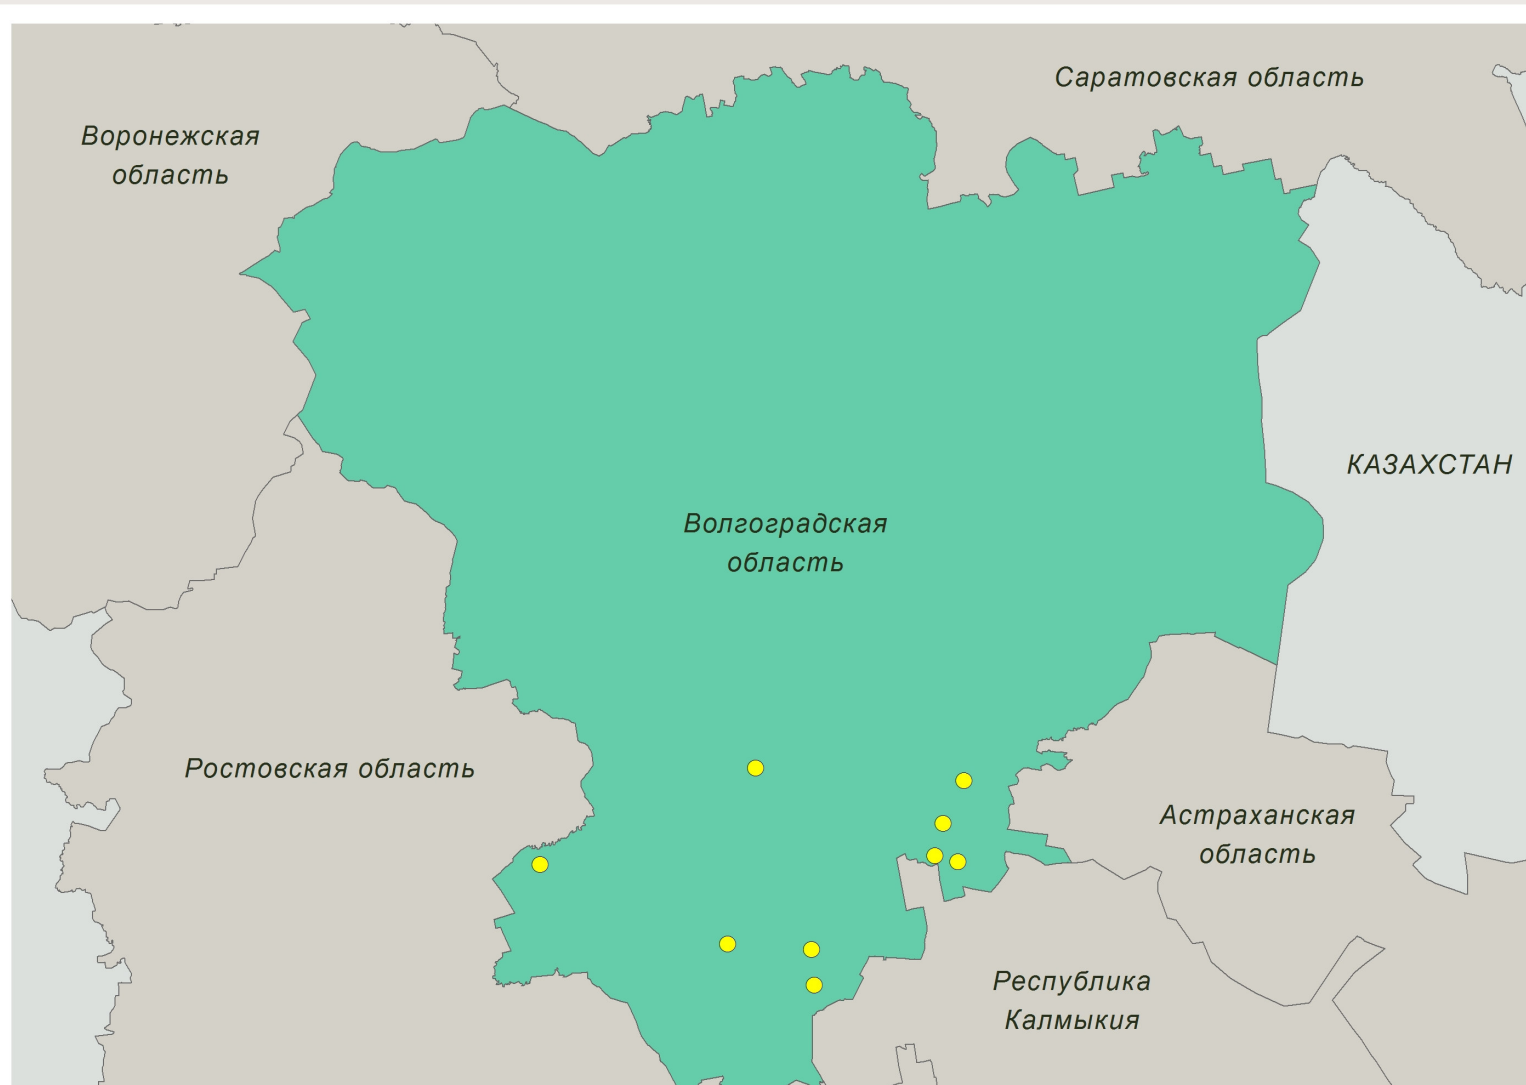 Саратовская область
Воронежская
область
КАЗАХСТАН
Волгоградская
область
Ростовская область
Астраханская
область
Республика
Калмыкия